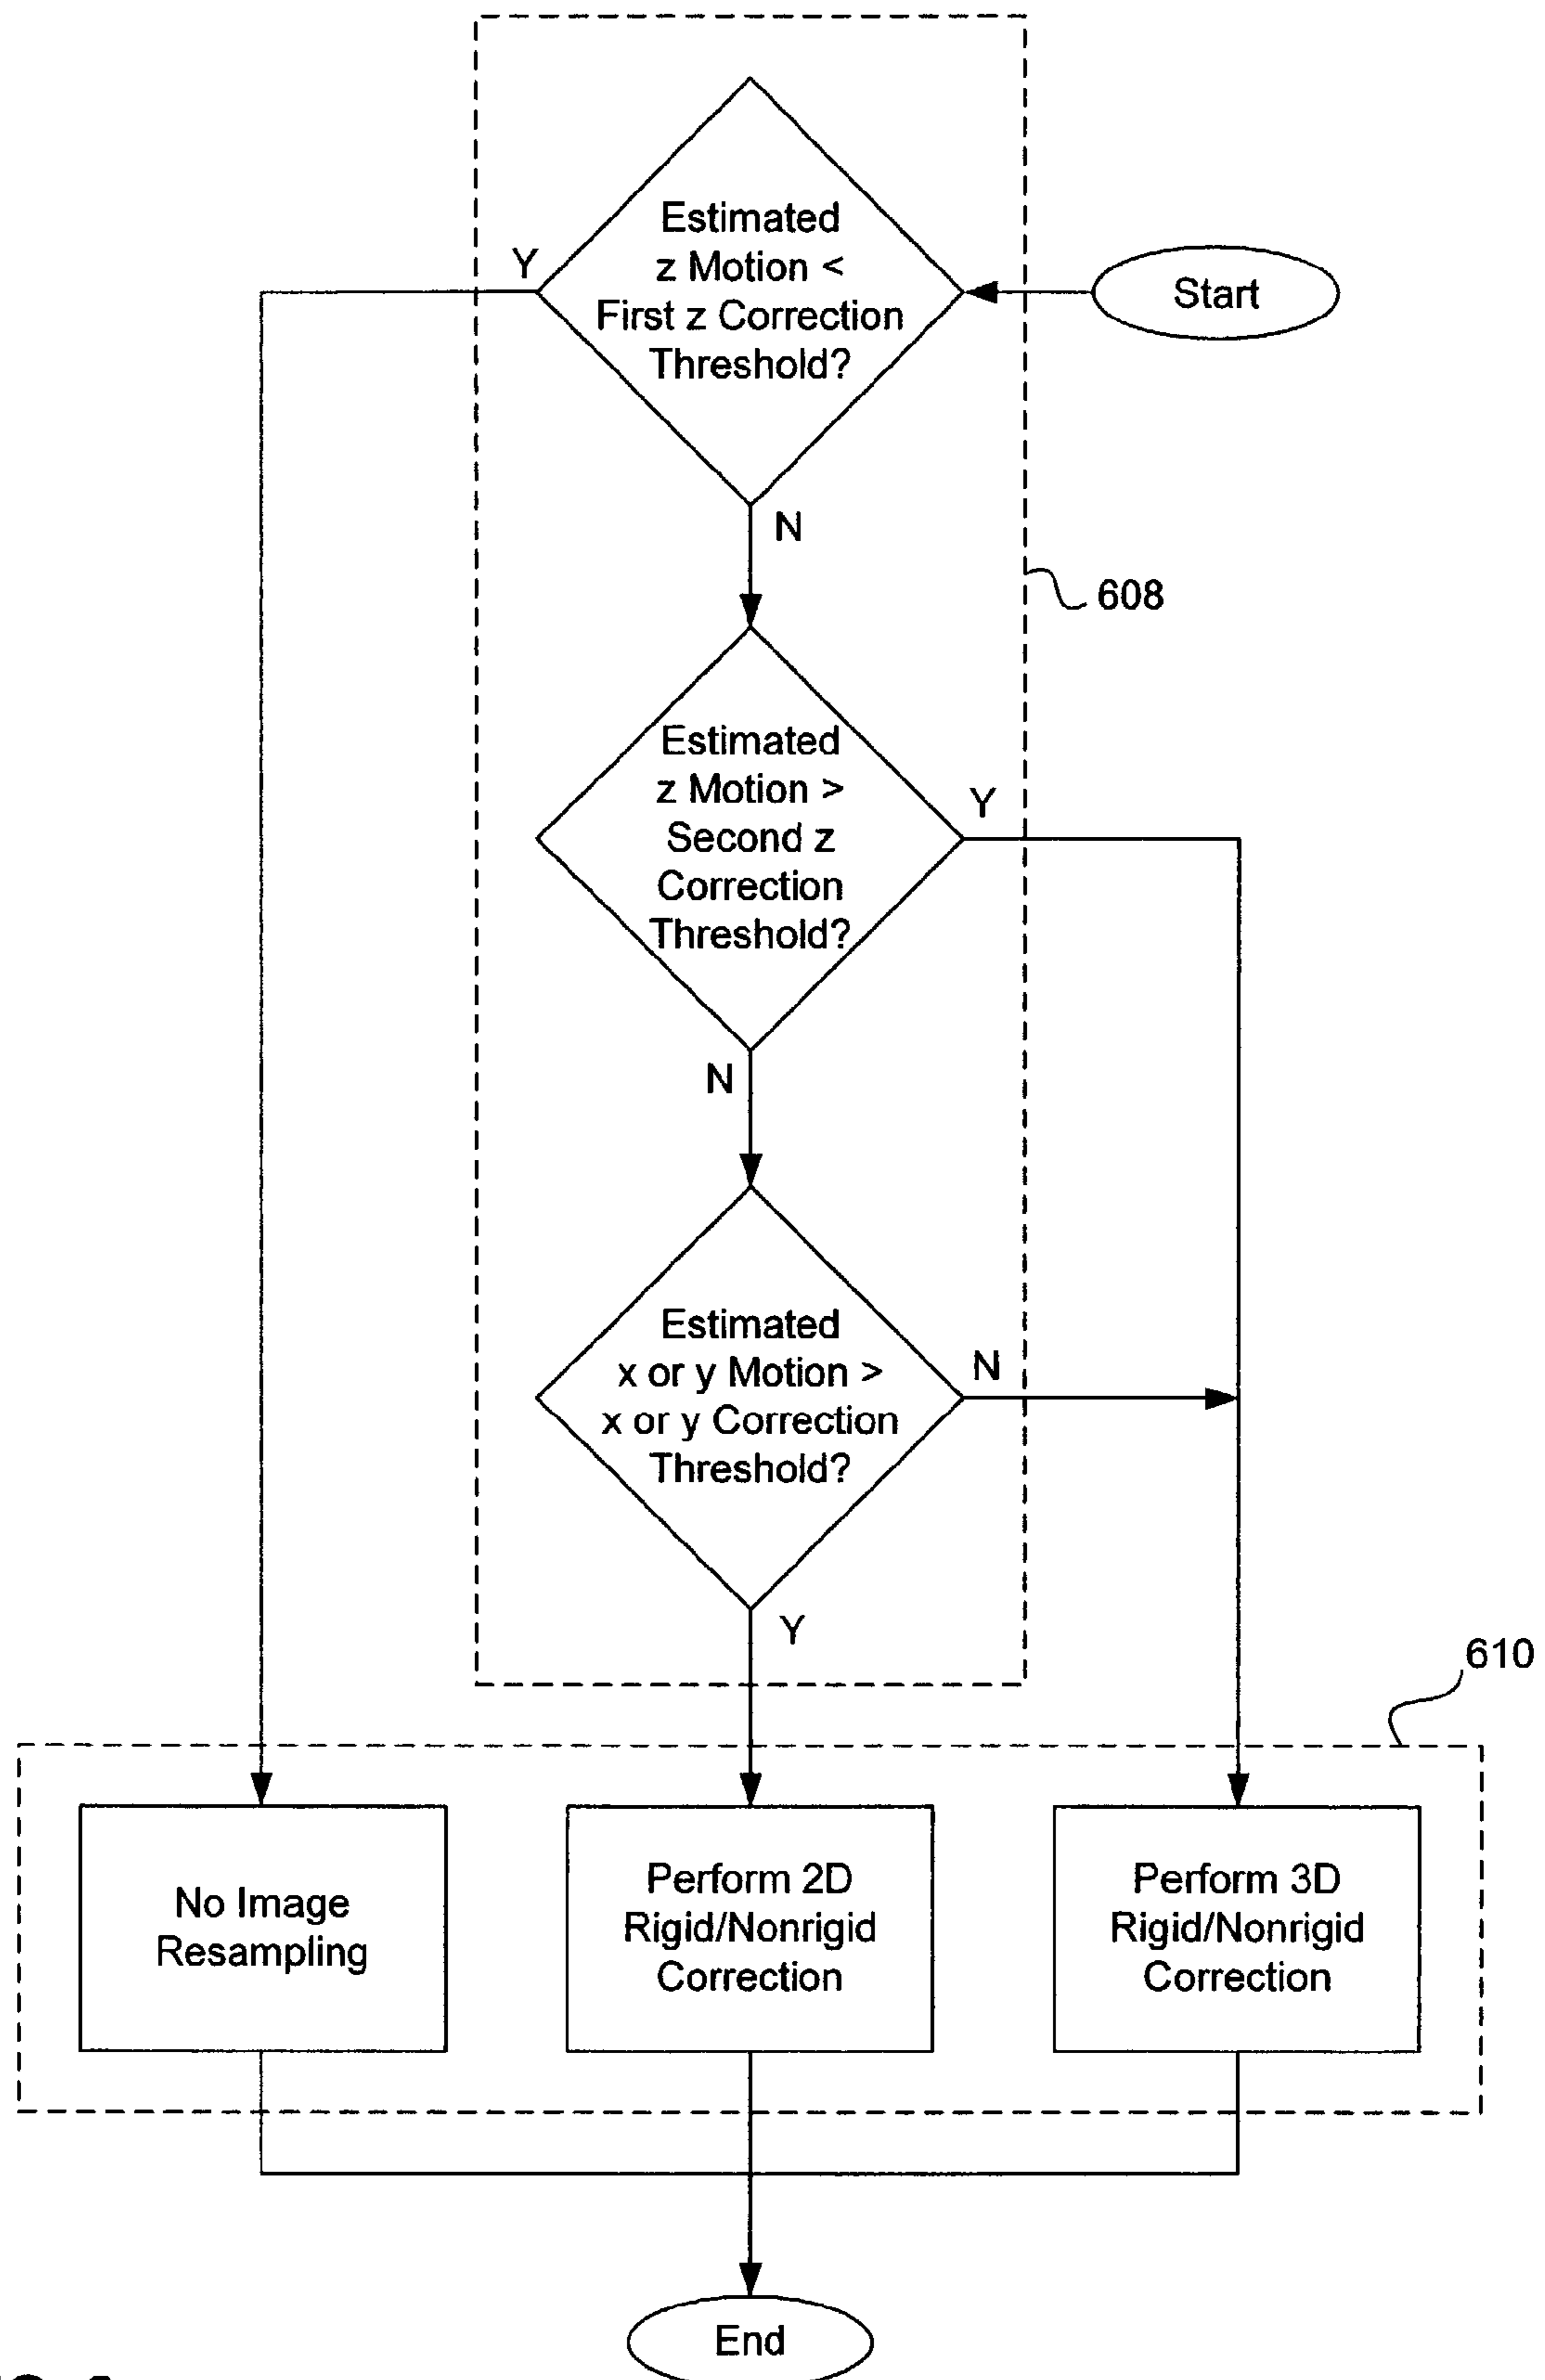 Estimated
z Motion <
First z Correction
Threshold?
Y
Start
N
608
Estimated
z Motion >
Second z
Correction
Threshold?
Y
N
Estimated
x or y Motion >
x or y Correction
Threshold?
N
Y
610
No Image
Resampling
Perform 2D
Rigid/Nonrigid
Correction
Perform 3D
Rigid/Nonrigid
Correction
End